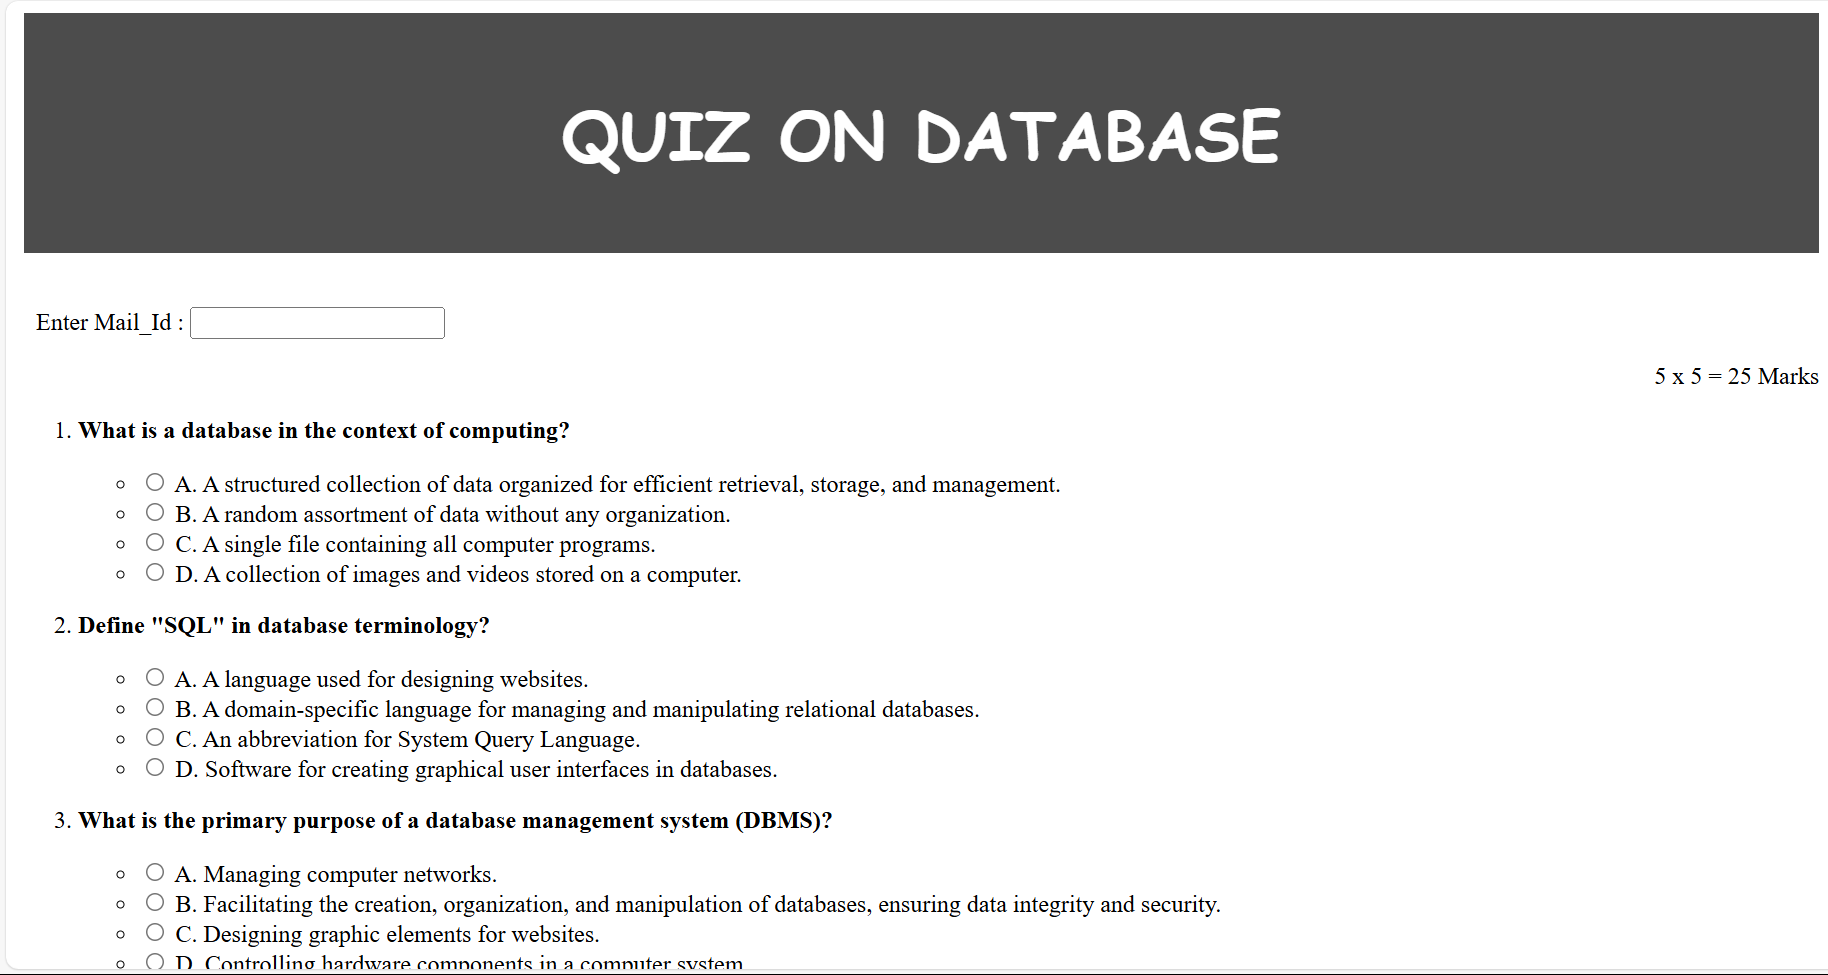 QUIZ ON DATABASE
Enter Mail_Id :
5 x 5 = 25 Marks
1. What is a database in the context of computing?
A. A structured collection of data organized for efficient retrieval, storage, and management.
B. A random assortment of data without any organization.
C. A single file containing all computer programs.
D. A collection of images and videos stored on a computer.
2. Define "SQL" in database terminology?
A. A language used for designing websites.
B. A domain-specific language for managing and manipulating relational databases.
C. An abbreviation for System Query Language.
D. Software for creating graphical user interfaces in databases.
3. What is the primary purpose of a database management system (DBMS)?
A. Managing computer networks.
B. Facilitating the creation, organization, and manipulation of databases, ensuring data integrity and security.
C. Designing graphic elements for websites.
D. Controlling hardware components in a computer system